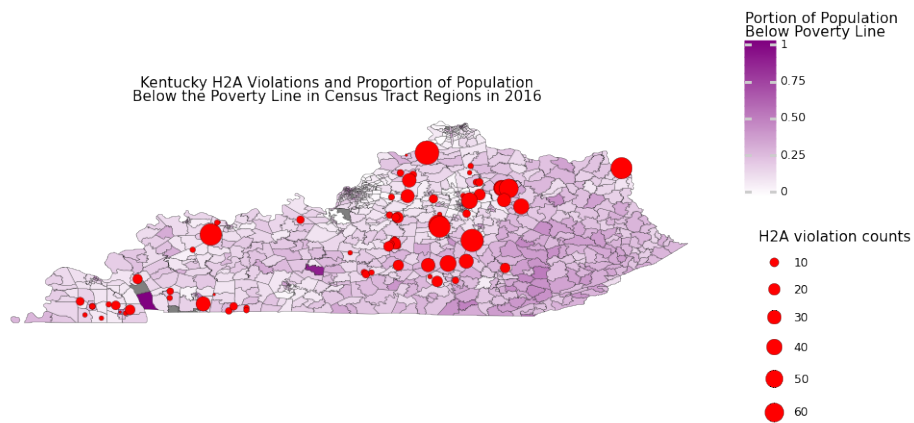 Portion of Population
Below Poverty Line
1
0.75
0.50
0.25
0
Kentucky H2A Violations and Proportion of Population
Below the Poverty Line in Census Tract Regions in 2016
H2A violation counts
10
20
30
40
50
60